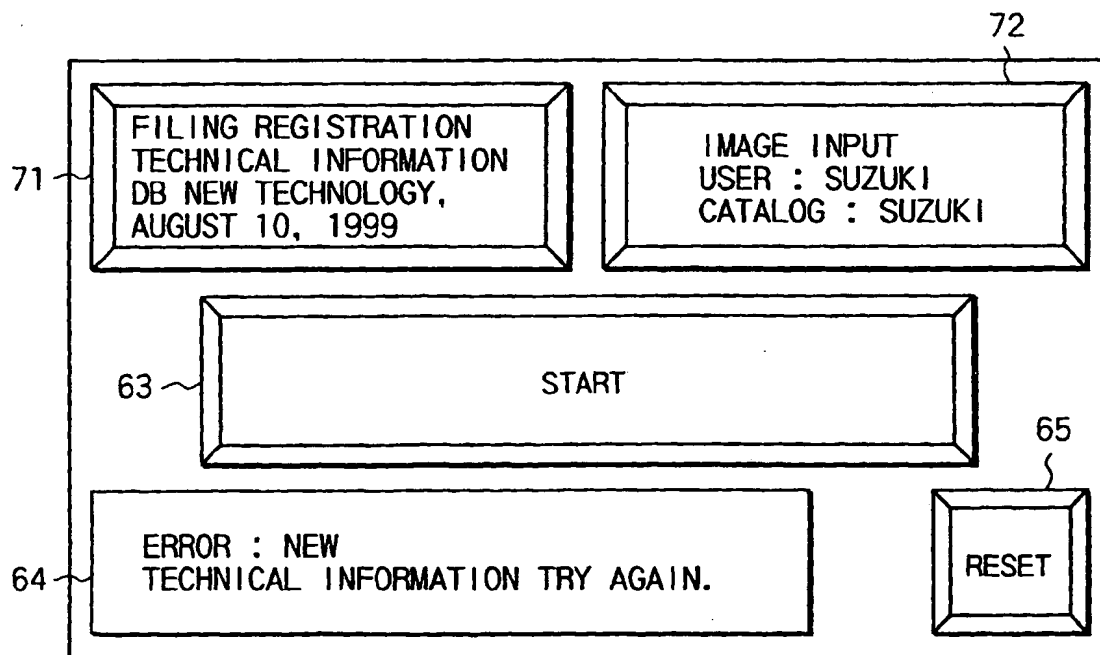 72
71
FILING REGISTRATION
TECHNICAL INFORMATION
DB NEW TECHNOLOGY,
AUGUST 10, 1999
IMAGE INPUT
USER : SUZUKI
CATALOG : SUZUKI
63
START
65
64
ERROR : NEW
TECHNICAL INFORMATION TRY AGAIN.
RESET